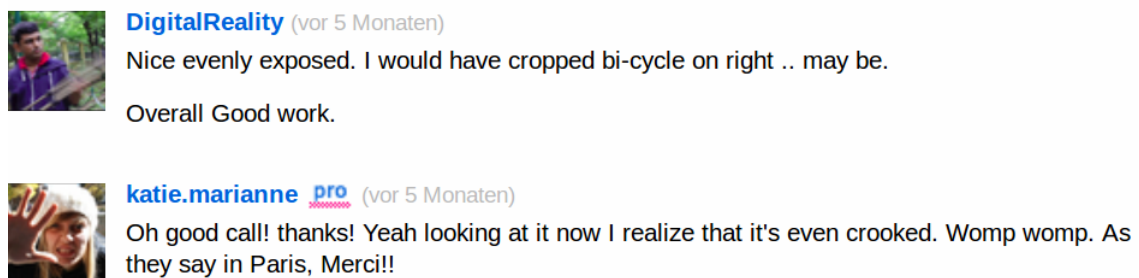 DigitalReality (vor 5 Monaten)
Nice evenly exposed. I would have cropped bi-cycle on right .. may be.
Overall Good work.
katie.marianne pro (vor 5 Monaten)
Oh good call! thanks! Yeah looking at it now I realize that it's even crooked. Womp womp. As
they say in Paris, Merci!!